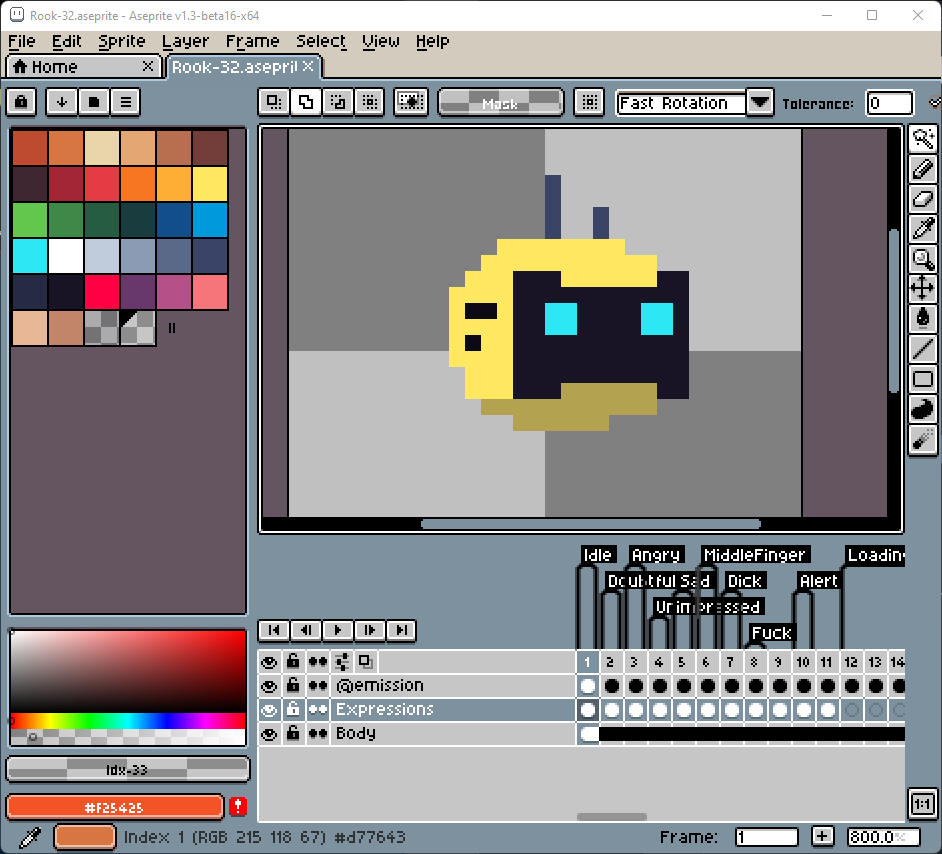 Rook-32.aseprite - Aseprite v1.3-beta16-x64
File Edit Sprite Layer Frame Select View Help
Home Rook-32.asepril
Mask Fast Rotation Tolerance: 0
Idle Angry MiddleFinger Loadin
Doubtful Sad Dick Alert
Unimpressed
Fuck
1 2 3 4 5 6 7 8 9 10 11 12 13 14
@emission
Expressions
Body
Idx-33
#F25425
1:1
Index 1 (RGB 215 118 67) #d77643 Frame: 1 + 800.0%